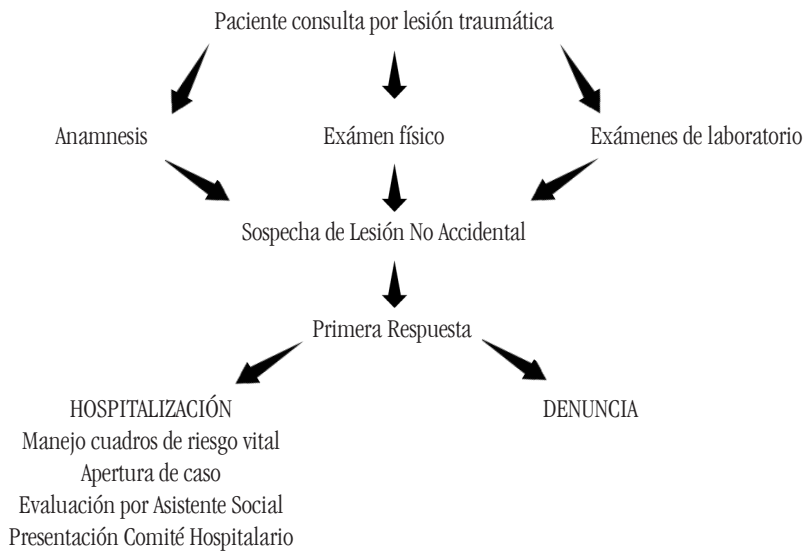 Paciente consulta por lesión traumática
Anamnesis
Exámen físico
Exámenes de laboratorio
Sospecha de Lesión No Accidental
Primera Respuesta
HOSPITALIZACIÓN
DENUNCIA
Manejo cuadros de riesgo vital
Apertura de caso
Evaluación por Asistente Social
Presentación Comité Hospitalario